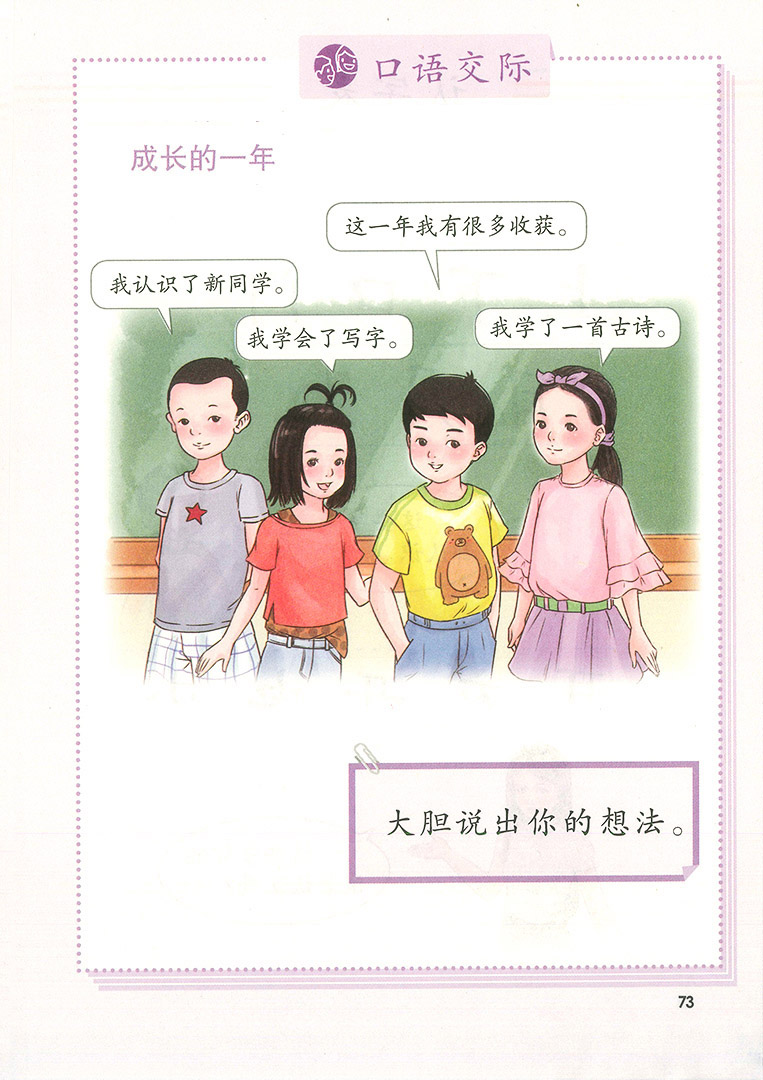 口语交际
成长的一年
这一年我有很多收获。
我认识了新同学。
我学会了写字。
我学了一首古诗。
大胆说出你的想法。
73